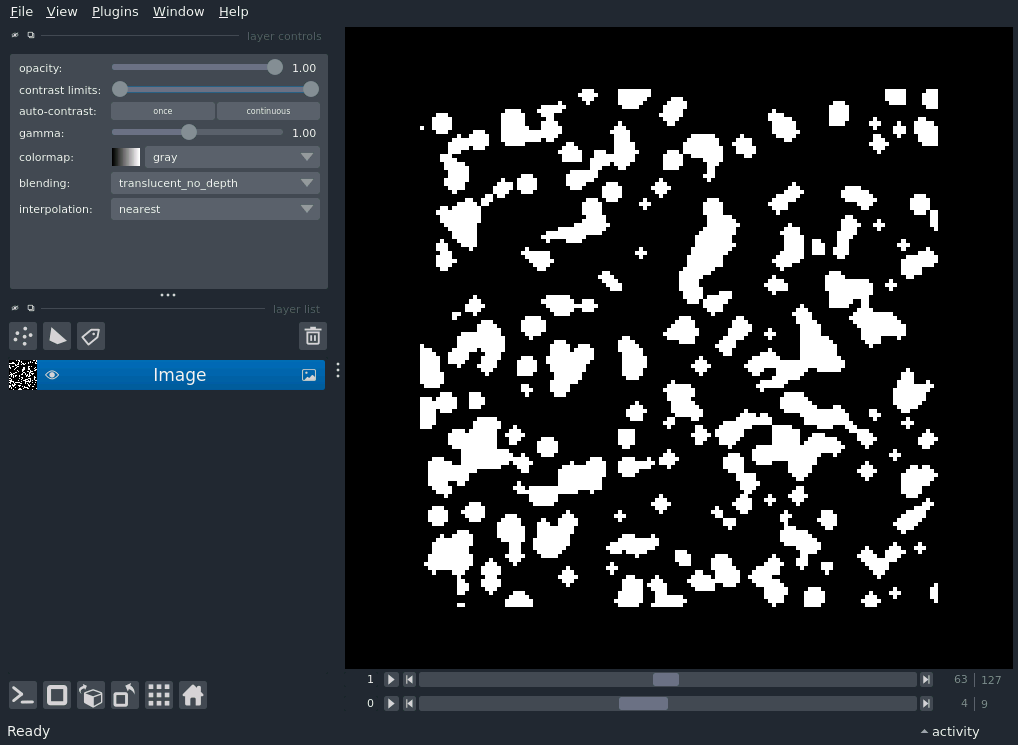 File View Plugins Window Help
layer controls
opacity: 1.00
contrast limits:
auto-contrast: once continuous
gamma: 1.00
colormap: gray
blending: translucent_no_depth
interpolation: nearest
layer list
Image
1 63 127
0 4 9
Ready activity